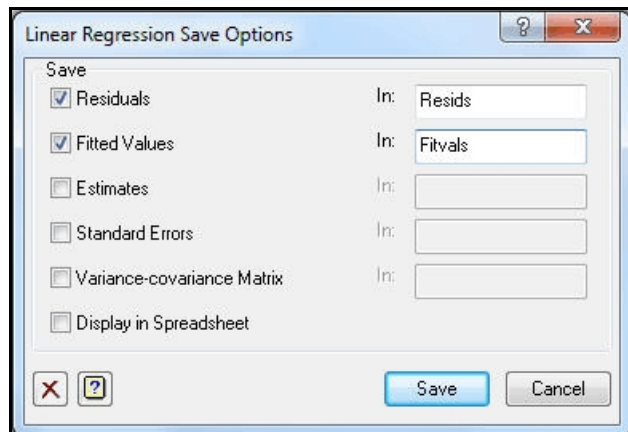 Linear Regression Save Options
Save
Residuals In: Resids
Fitted Values In: Fitvals
Estimates In:
Standard Errors In:
Variance-covariance Matrix In:
Display in Spreadsheet
Save Cancel